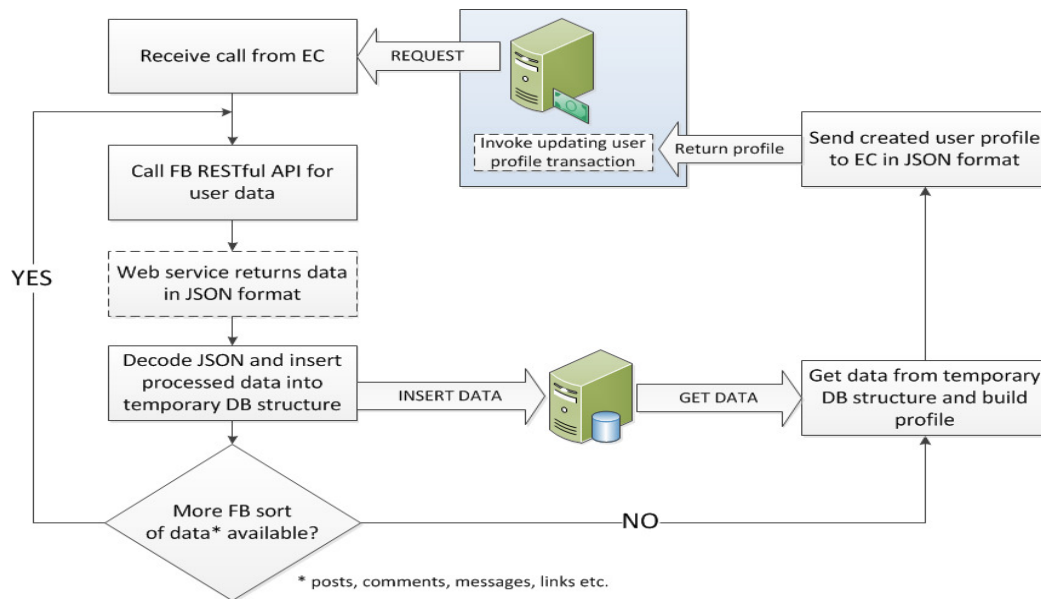 Receive call from EC
REQUEST
Invoke updating user
profile transaction
Return profile
Send created user profile
to EC in JSON format
Call FB RESTful API for
user data
YES
Web service returns data
in JSON format
Decode JSON and insert
processed data into
temporary DB structure
INSERT DATA
GET DATA
Get data from temporary
DB structure and build
profile
More FB sort
of data* available?
NO
* posts, comments, messages, links etc.